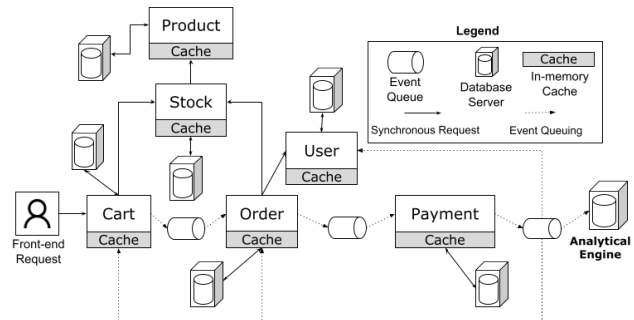 Product
Cache
Stock
Cache
User
Cache
Cart
Cache
Order
Cache
Payment
Cache
Front-end
Request
Analytical
Engine
Legend
Event
Queue
Database
Server
Cache
In-memory
Cache
Synchronous Request
Event Queuing